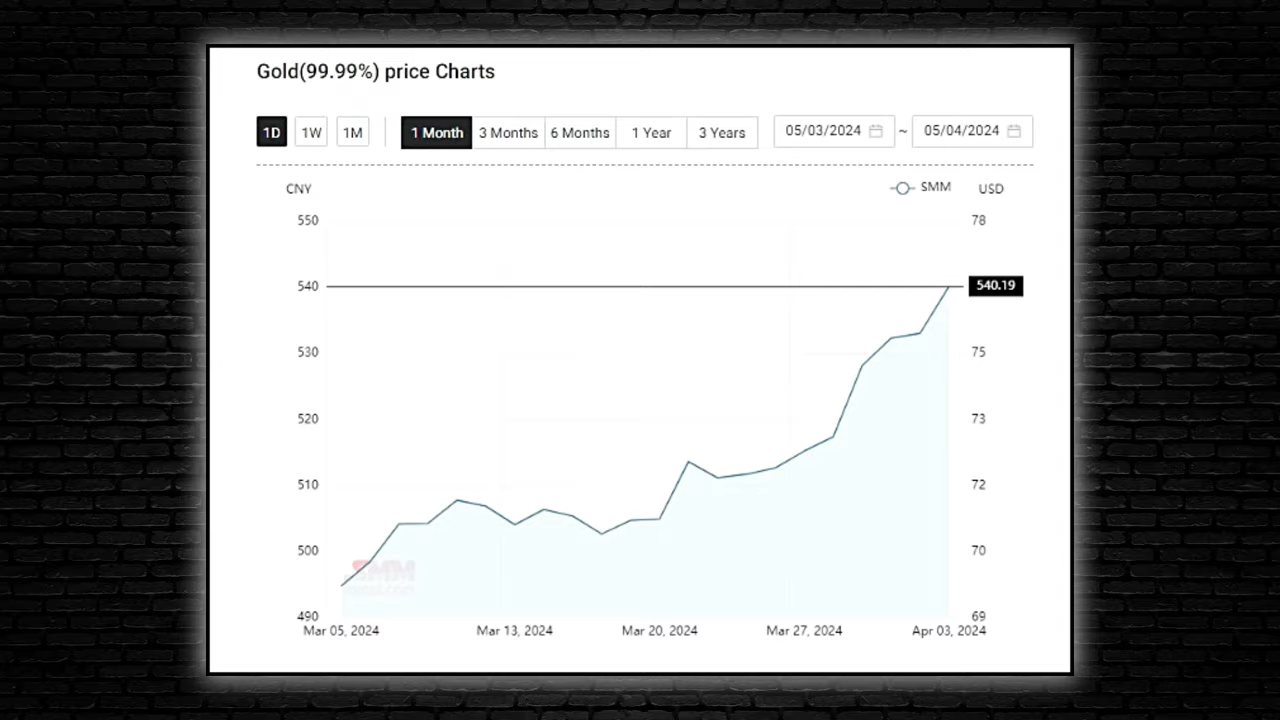 Gold(99.99%) price Charts
1D 1W 1M 1 Month 3 Months 6 Months 1 Year 3 Years 05/03/2024 ~ 05/04/2024
CNY SMM USD
550 78
540 540.19
530 75
520 73
510 72
500 70
SMM
490 69
Mar 05, 2024 Mar 13, 2024 Mar 20, 2024 Mar 27, 2024 Apr 03, 2024